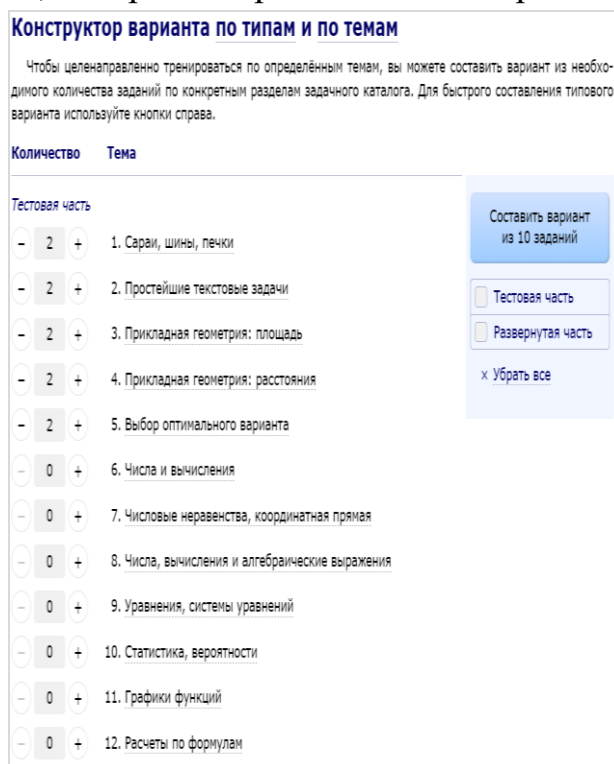 Конструктор варианта по типам и по темам
Чтобы целенаправленно тренироваться по определённым темам, вы можете составить вариант из необхо-
димого количества заданий по конкретным разделам задачного каталога. Для быстрого составления типового
варианта используйте кнопки справа.
Количество Тема
Тестовая часть
– 2 + 1. Сараи, шины, печки
– 2 + 2. Простейшие текстовые задачи
– 2 + 3. Прикладная геометрия: площадь
– 2 + 4. Прикладная геометрия: расстояния
– 2 + 5. Выбор оптимального варианта
– 0 + 6. Числа и вычисления
– 0 + 7. Числовые неравенства, координатная прямая
– 0 + 8. Числа, вычисления и алгебраические выражения
– 0 + 9. Уравнения, системы уравнений
– 0 + 10. Статистика, вероятности
– 0 + 11. Графики функций
– 0 + 12. Расчеты по формулам
Составить вариант
из 10 заданий
Тестовая часть
Развернутая часть
× Убрать все